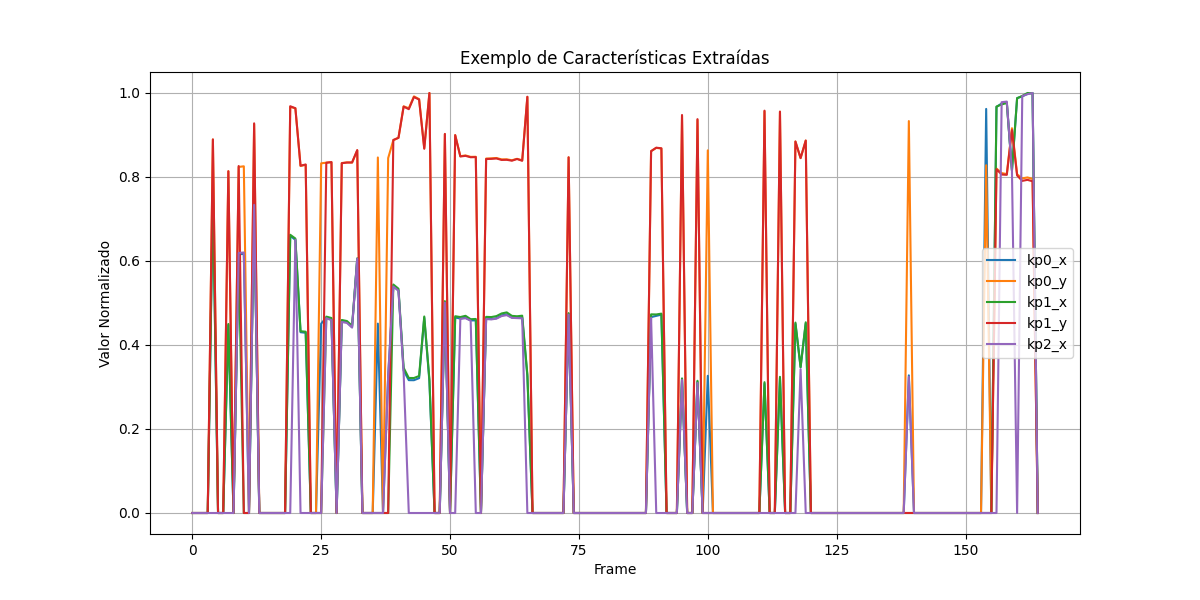 Exemplo de Características Extraídas
Valor Normalizado
1.0
0.8
0.6
0.4
0.2
0.0
kp0_x
kp0_y
kp1_x
kp1_y
kp2_x
0 25 50 75 100 125 150
Frame